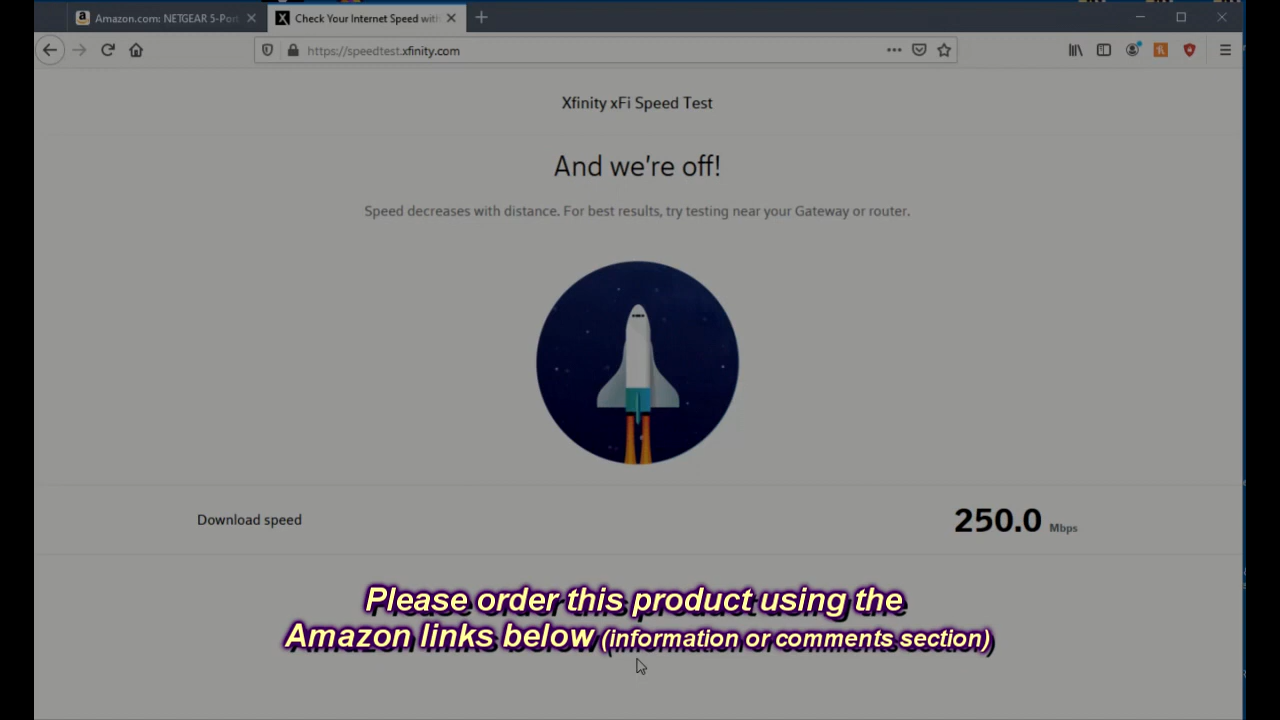 Amazon.com: NETGEAR 5-Port
Check Your Internet Speed with
https://speedtest.xfinity.com
Xfinity xFi Speed Test
And we're off!
Speed decreases with distance. For best results, try testing near your Gateway or router.
Download speed
250.0 Mbps
Please order this product using the
Amazon links below (information or comments section)